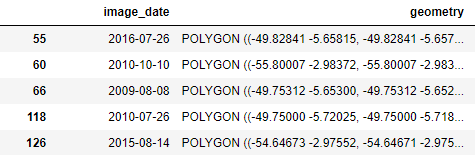 image_date geometry
55 2016-07-26 POLYGON ((-49.82841 -5.65815, -49.82841 -5.657...
60 2010-10-10 POLYGON ((-55.80007 -2.98372, -55.80007 -2.983...
66 2009-08-08 POLYGON ((-49.75312 -5.65300, -49.75312 -5.652...
118 2010-07-26 POLYGON ((-49.75000 -5.72025, -49.75000 -5.718...
126 2015-08-14 POLYGON ((-54.64673 -2.97552, -54.64671 -2.975...